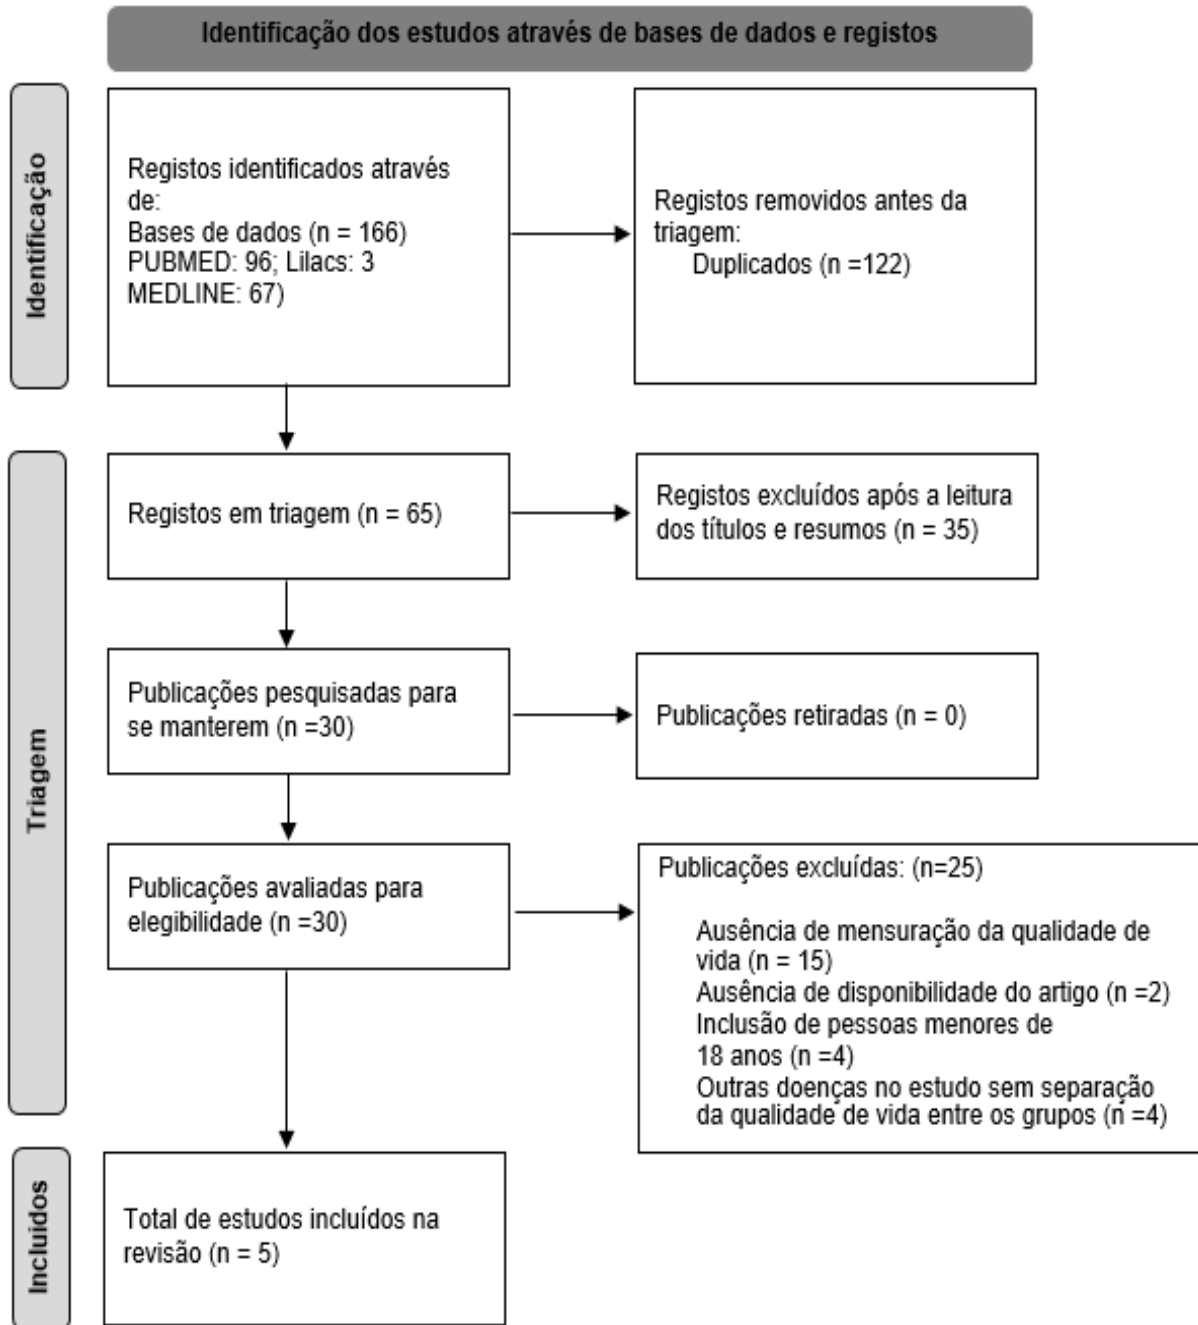 Identificação dos estudos através de bases de dados e registos
Identificação
Registos identificados através
de:
Bases de dados (n = 166)
PUBMED: 96; Lilacs: 3
MEDLINE: 67)
Registos removidos antes da
triagem:
Duplicados (n =122)
Triagem
Registos em triagem (n = 65)
Registos excluídos após a leitura
dos títulos e resumos (n = 35)
Publicações pesquisadas para
se manterem (n =30)
Publicações retiradas (n = 0)
Publicações avaliadas para
elegibilidade (n =30)
Publicações excluídas: (n=25)
Ausência de mensuração da qualidade de
vida (n = 15)
Ausência de disponibilidade do artigo (n =2)
Inclusão de pessoas menores de
18 anos (n =4)
Outras doenças no estudo sem separação
da qualidade de vida entre os grupos (n =4)
Incluídos
Total de estudos incluídos na
revisão (n = 5)